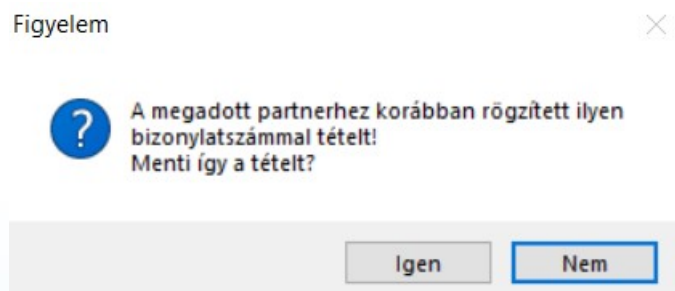 Figyelem
A megadott partnerhez korábban rögzített ilyen
bizonylatszámmal tételt!
Menti így a tételt?
Igen
Nem